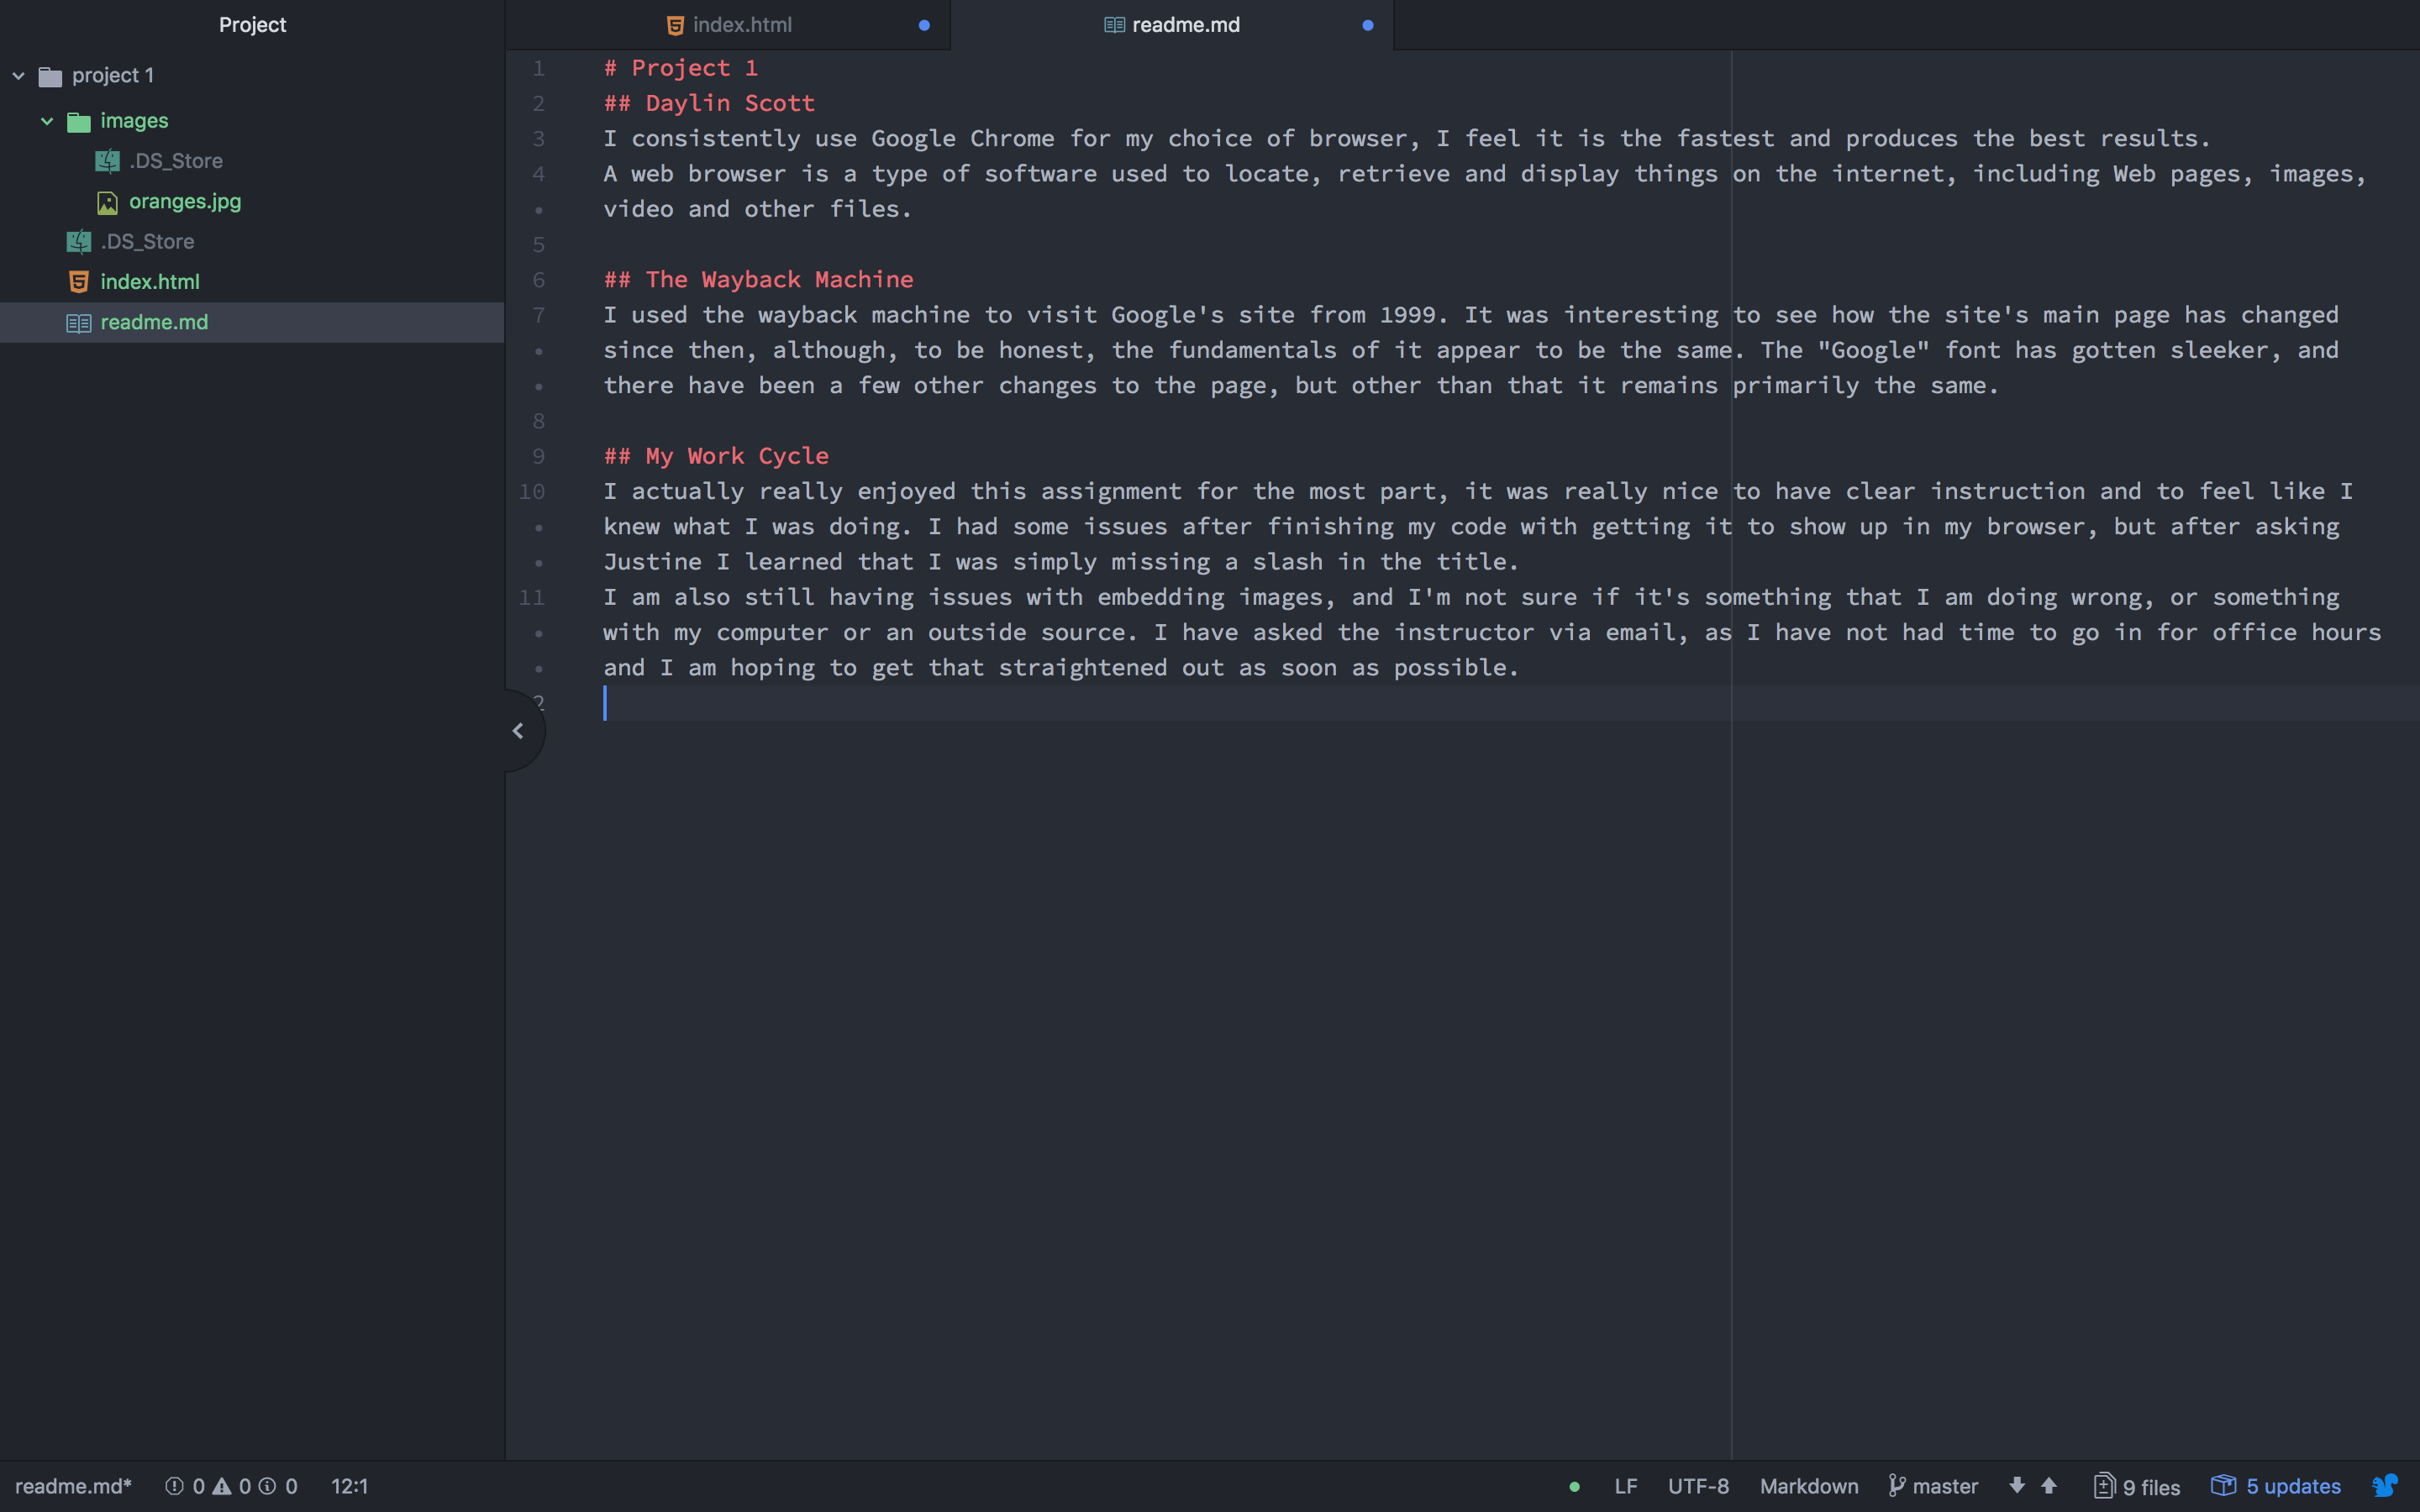 Project
index.html
readme.md
project 1
images
.DS_Store
oranges.jpg
.DS_Store
index.html
readme.md
1 # Project 1
2 ## Daylin Scott
3 I consistently use Google Chrome for my choice of browser, I feel it is the fastest and produces the best results.
4 A web browser is a type of software used to locate, retrieve and display things on the internet, including Web pages, images,
video and other files.
5
6 ## The Wayback Machine
7 I used the wayback machine to visit Google's site from 1999. It was interesting to see how the site's main page has changed
since then, although, to be honest, the fundamentals of it appear to be the same. The "Google" font has gotten sleeker, and
there have been a few other changes to the page, but other than that it remains primarily the same.
8
9 ## My Work Cycle
10 I actually really enjoyed this assignment for the most part, it was really nice to have clear instruction and to feel like I
knew what I was doing. I had some issues after finishing my code with getting it to show up in my browser, but after asking
Justine I learned that I was simply missing a slash in the title.
11 I am also still having issues with embedding images, and I'm not sure if it's something that I am doing wrong, or something
with my computer or an outside source. I have asked the instructor via email, as I have not had time to go in for office hours
and I am hoping to get that straightened out as soon as possible.
2
readme.md* 0 0 0 12:1 LF UTF-8 Markdown master 9 files 5 updates